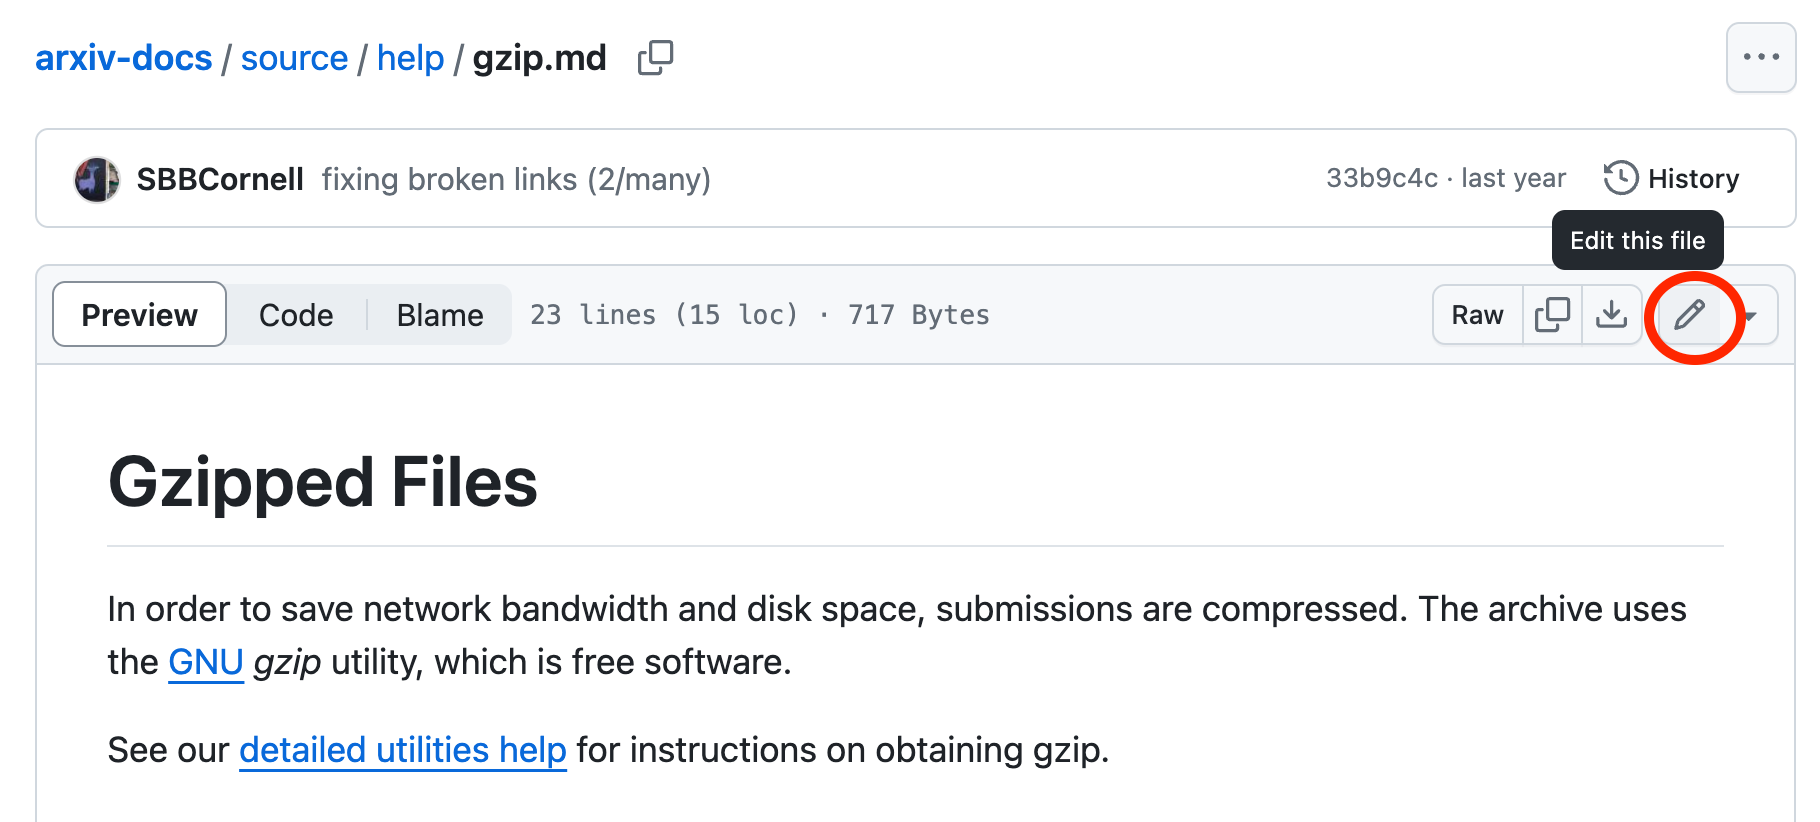 arxiv-docs / source / help / gzip.md
SBBCornell fixing broken links (2/many) 33b9c4c · last year History
Edit this file
Preview Code Blame 23 lines (15 loc) · 717 Bytes Raw
Gzipped Files
In order to save network bandwidth and disk space, submissions are compressed. The archive uses
the GNU gzip utility, which is free software.
See our detailed utilities help for instructions on obtaining gzip.